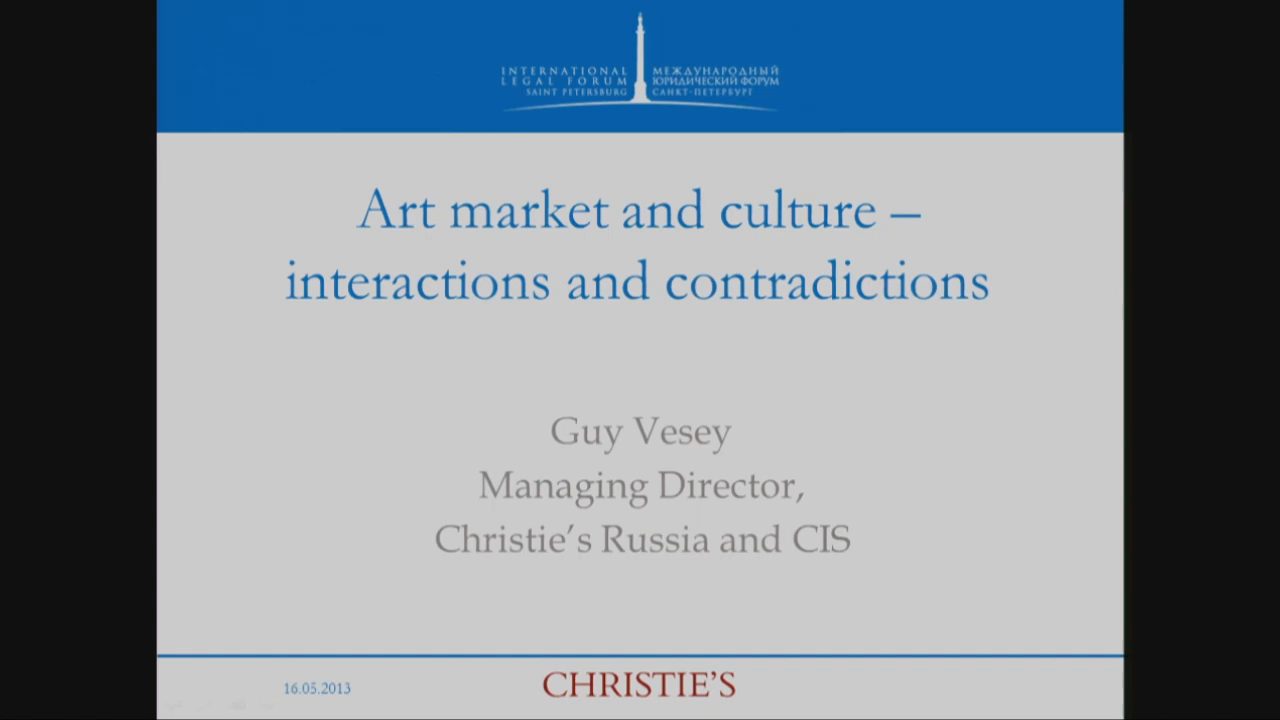 INTERNATIONAL
LEGAL FORUM
SAINT PETERSBURG
МЕЖДУНАРОДНЫЙ
ЮРИДИЧЕСКИЙ ФОРУМ
САНКТ-ПЕТЕРБУРГ
Art market and culture –
interactions and contradictions
Guy Vesey
Managing Director,
Christie's Russia and CIS
16.05.2013
CHRISTIE'S